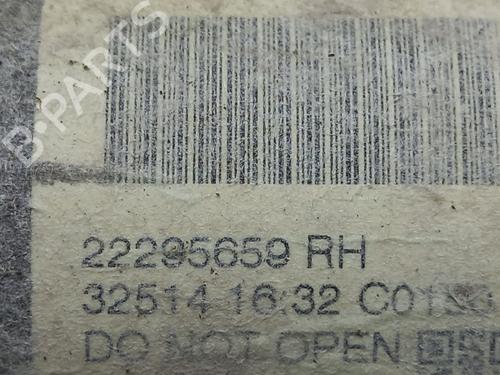 B-PARTS
22295659 RH
32514 16:32
DO NOT OPEN